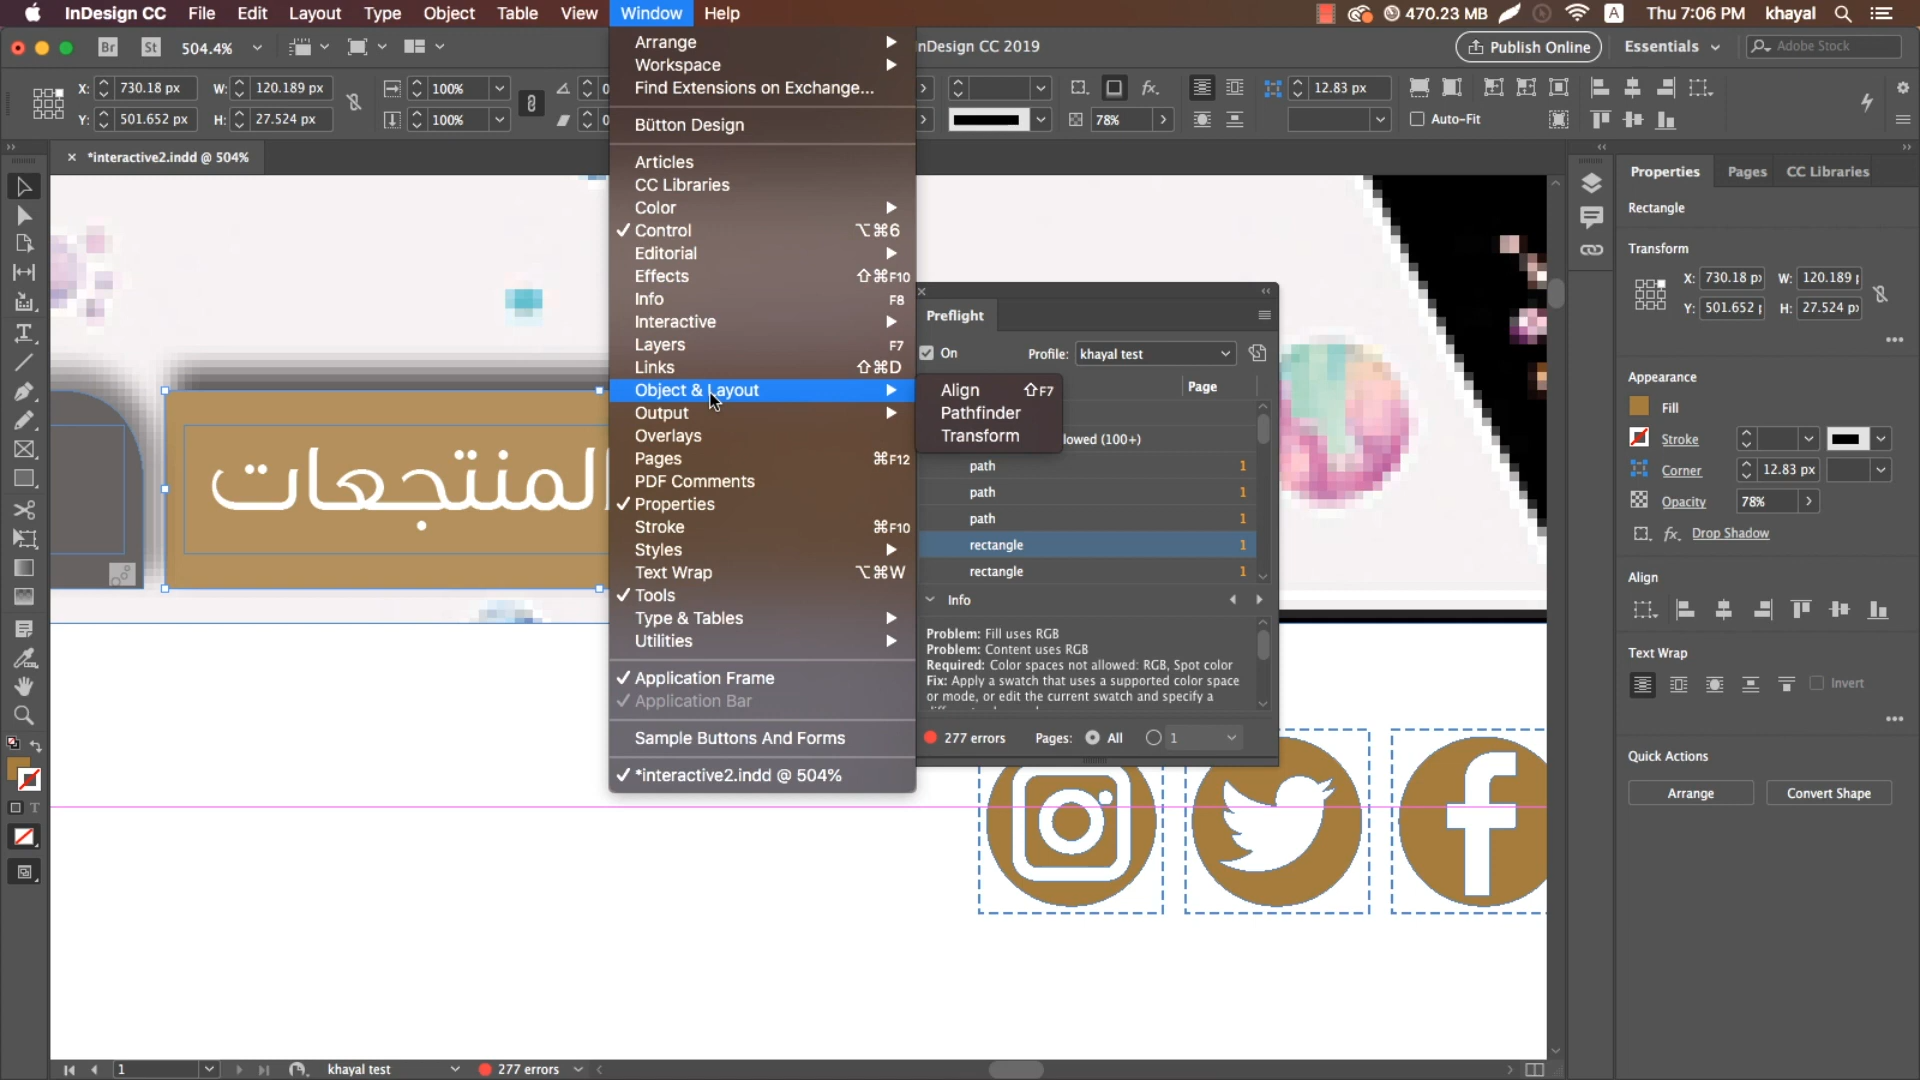 InDesign CC File Edit Layout Type Object Table View Window Help
470.23 MB A Thu 7:06 PM khayal
Br St 504.4%
InDesign CC 2019
Publish Online Essentials Adobe Stock
X: 730.18 px W: 120.189 px 100%
Y: 501.652 px H: 27.524 px 100%
fx. 12.83 px
78% Auto-Fit
× *interactive2.indd @ 504%
Arrange
Workspace
Find Extensions on Exchange...
Bütton Design
Articles
CC Libraries
Color
✓ Control ⌥⌘6
Editorial
Effects ⇧⌘F10
Info F8
Interactive
Layers F7
Links ⇧⌘D
Object & Layout
Output
Overlays
Pages ⌘F12
PDF Comments
✓ Properties
Stroke ⌘F10
Styles
Text Wrap ⌥⌘W
✓ Tools
Type & Tables
Utilities
✓ Application Frame
✓ Application Bar
Sample Buttons And Forms
✓ *interactive2.indd @ 504%
Align ⇧F7
Pathfinder
Transform
المنتجعات
Preflight
On Profile: khayal test
Page
lowed (100+)
path 1
path 1
path 1
rectangle 1
rectangle 1
Info
Problem: Fill uses RGB
Problem: Content uses RGB
Required: Color spaces not allowed: RGB, Spot color
Fix: Apply a swatch that uses a supported color space
or mode, or edit the current swatch and specify a
277 errors Pages: All 1
Properties Pages CC Libraries
Rectangle
Transform
X: 730.18 p W: 120.189
Y: 501.652 H: 27.524 p
Appearance
Fill
Stroke
Corner 12.83 px
Opacity 78%
fx. Drop Shadow
Align
Text Wrap
Invert
Quick Actions
Arrange Convert Shape
1 khayal test 277 errors